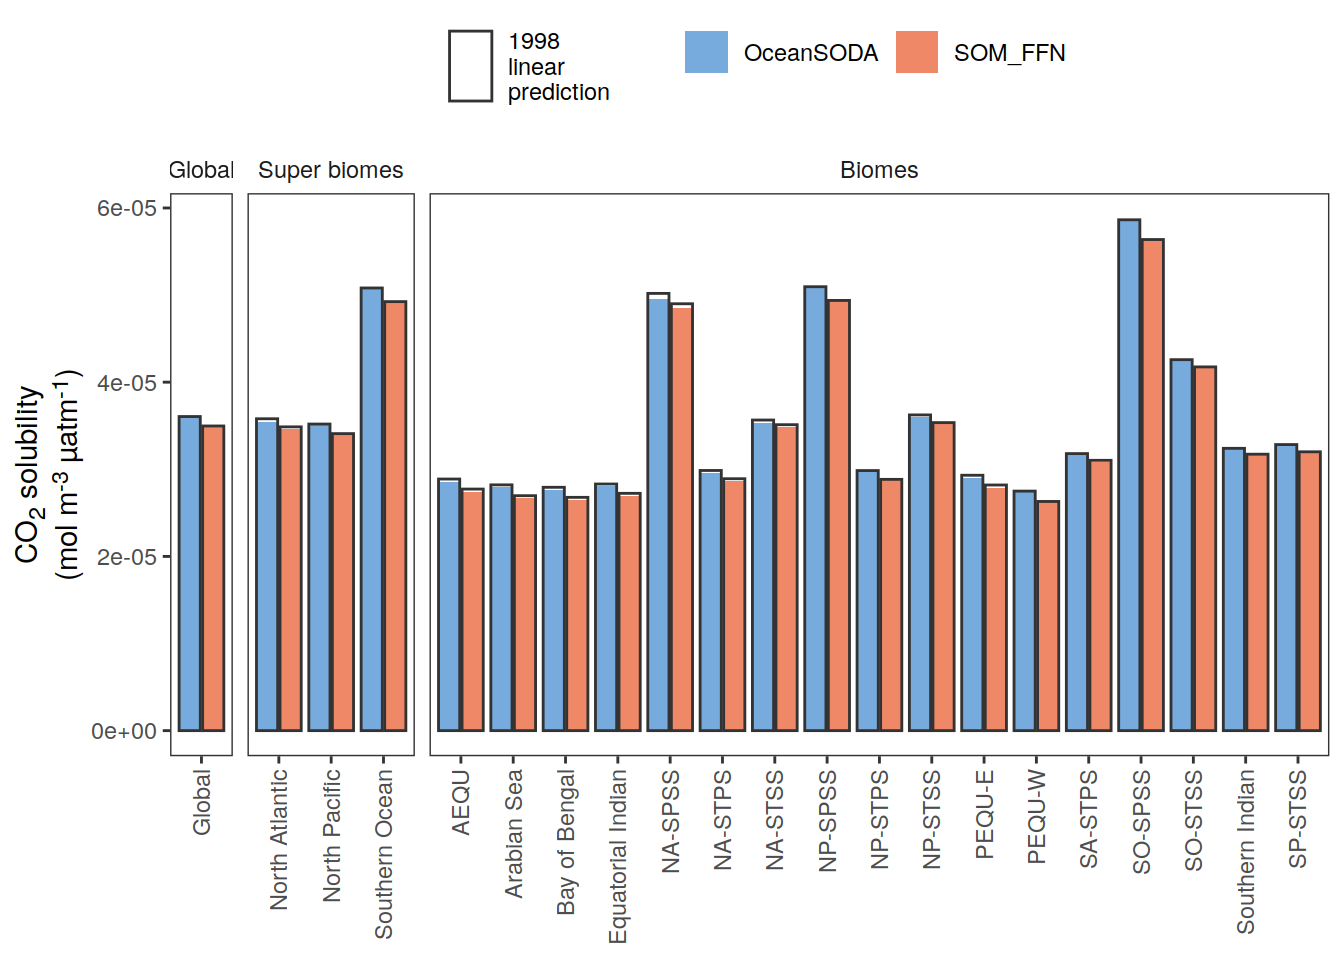 1998
linear
prediction
OceanSODA
SOM_FFN
Global
Super biomes
Biomes
CO2 solubility
(mol m-3 µatm-1)
6e-05
4e-05
2e-05
0e+00
Global
North Atlantic
North Pacific
Southern Ocean
AEQU
Arabian Sea
Bay of Bengal
Equatorial Indian
NA-SPSS
NA-STPS
NA-STSS
NP-SPSS
NP-STPS
NP-STSS
PEQU-E
PEQU-W
SA-STPS
SO-SPSS
SO-STSS
Southern Indian
SP-STSS